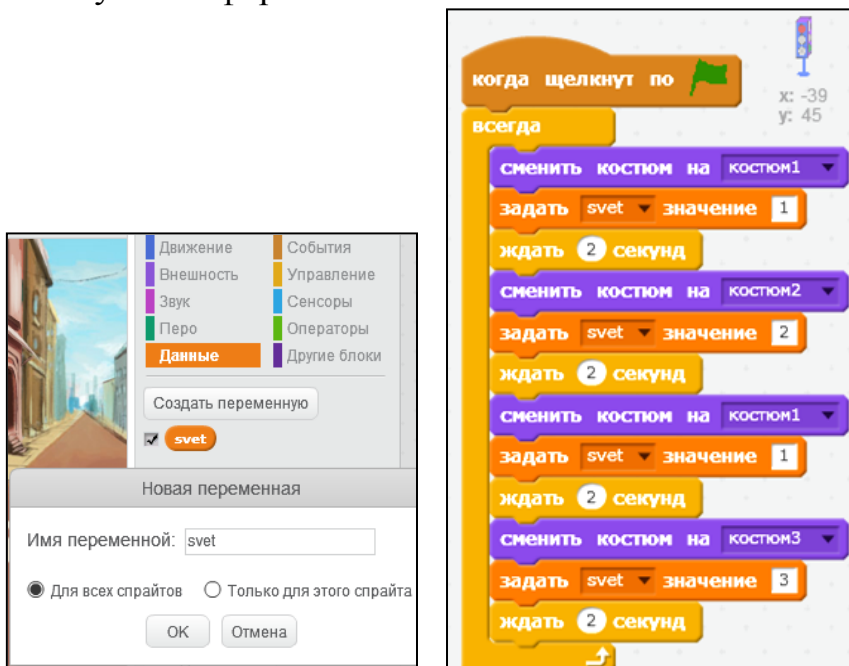 Движение События
Внешность Управление
Звук Сенсоры
Перо Операторы
Данные Другие блоки
Создать переменную
svet
Новая переменная
Имя переменной: svet
Для всех спрайтов Только для этого спрайта
OK Отмена
когда щелкнут по
x: -39
y: 45
всегда
сменить костюм на костюм1
задать svet значение 1
ждать 2 секунд
сменить костюм на костюм2
задать svet значение 2
ждать 2 секунд
сменить костюм на костюм1
задать svet значение 1
ждать 2 секунд
сменить костюм на костюм3
задать svet значение 3
ждать 2 секунд